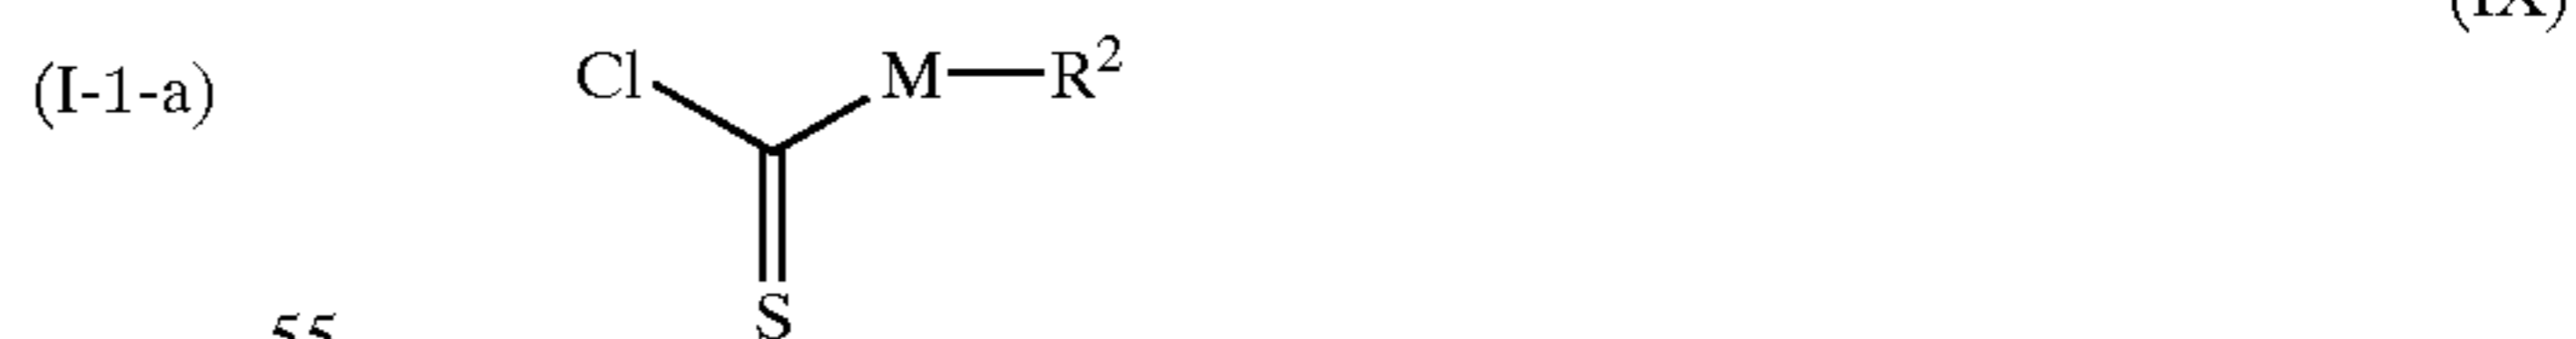 (IX)
(I-1-a)
Cl M—R²
S
55